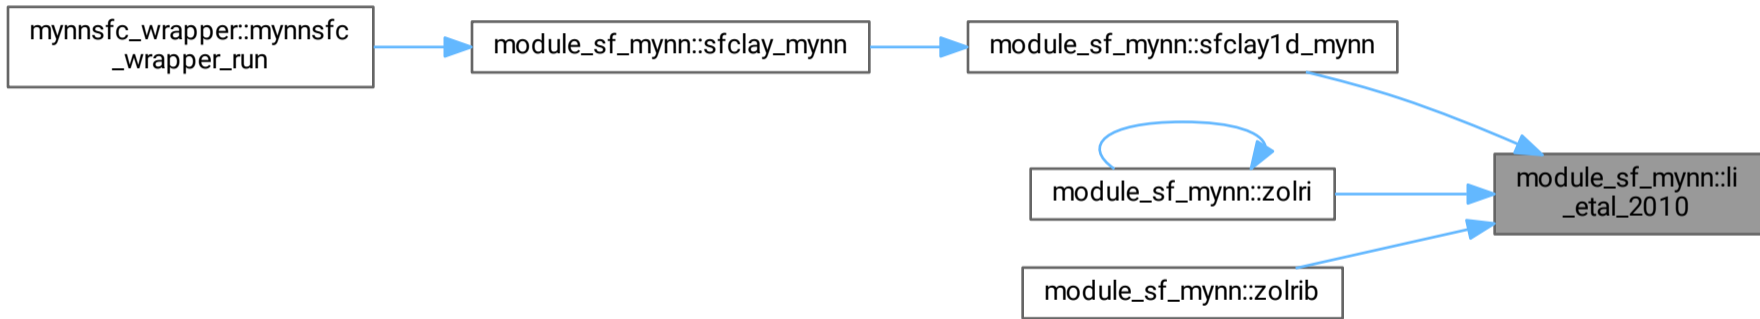 mynnsfc_wrapper::mynnsfc
_wrapper_run
module_sf_mynn::sfclay_mynn
module_sf_mynn::sfclay1d_mynn
module_sf_mynn::zolri
module_sf_mynn::li
_etal_2010
module_sf_mynn::zolrib